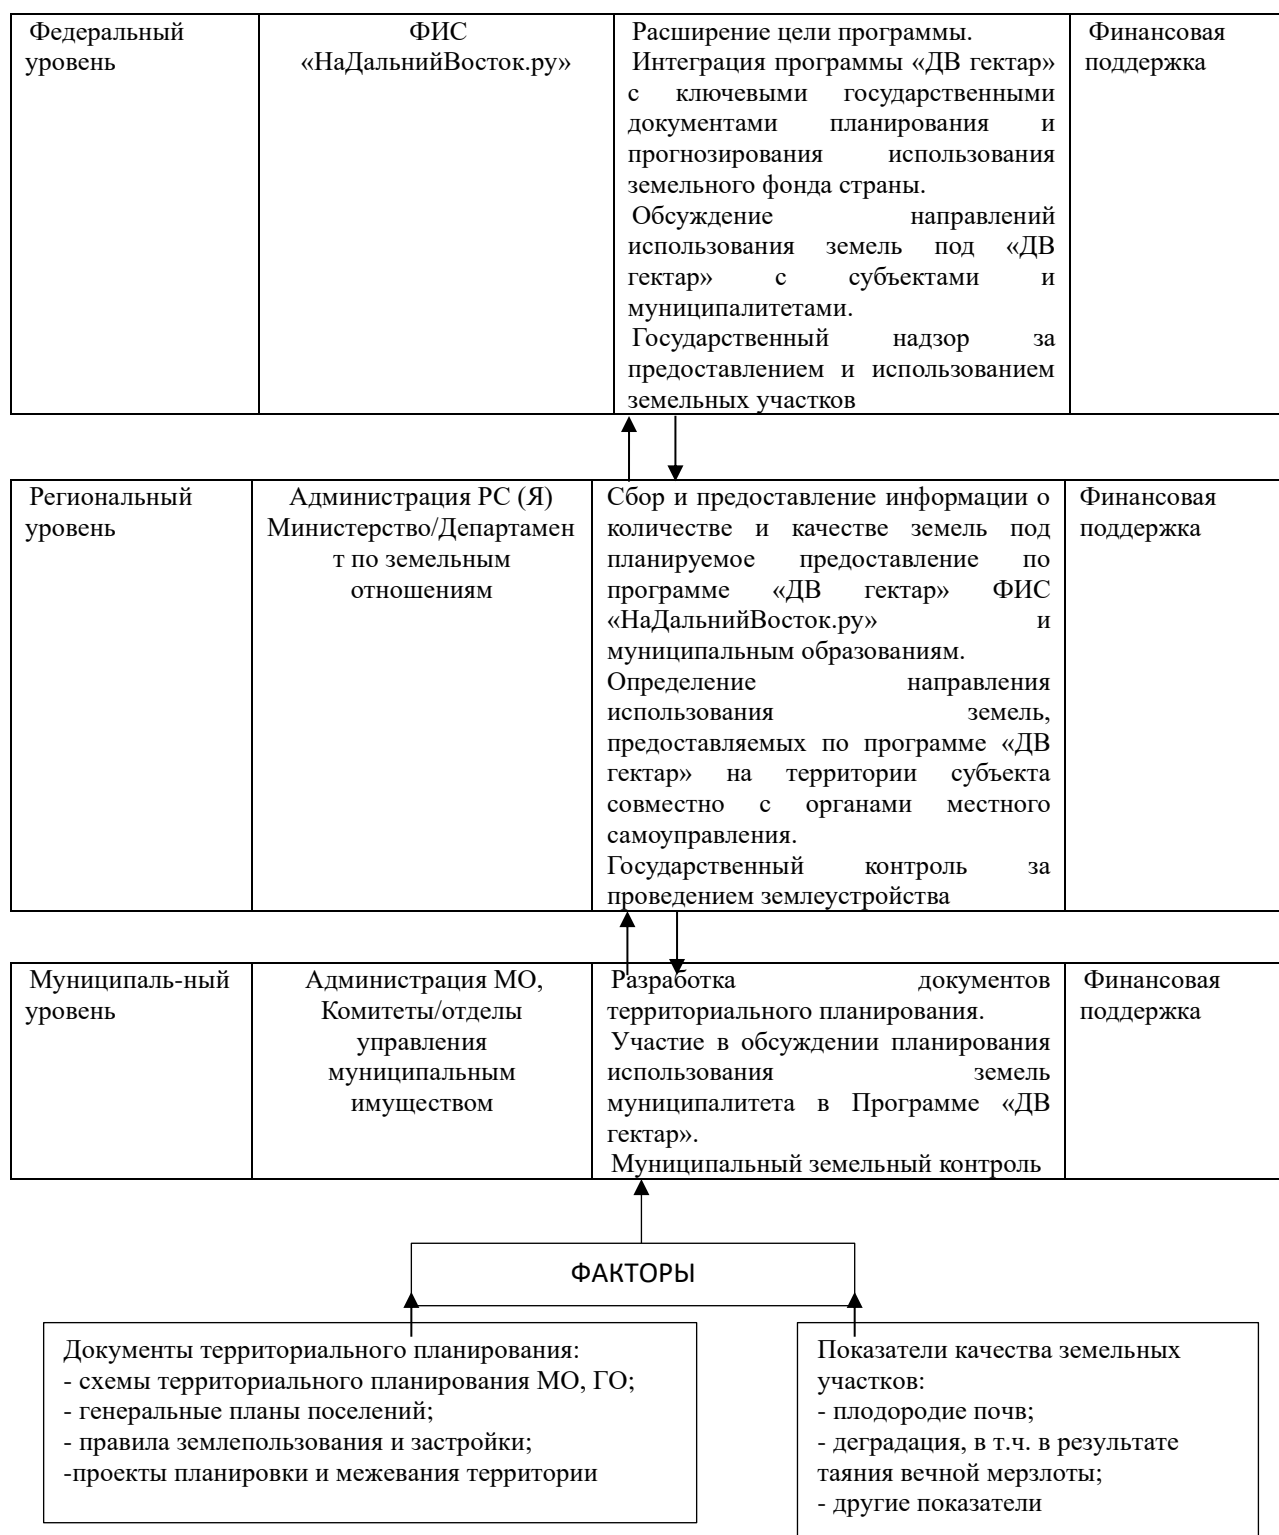 Федеральный
уровень
ФИС
«НаДальнийВосток.ру»
Расширение цели программы.
Интеграция программы «ДВ гектар»
с ключевыми государственными
документами планирования и
прогнозирования использования
земельного фонда страны.
Обсуждение направлений
использования земель под «ДВ
гектар» с субъектами и
муниципалитетами.
Государственный надзор за
предоставлением и использованием
земельных участков
Финансовая
поддержка
Региональный
уровень
Администрация РС (Я)
Министерство/Департамен
т по земельным
отношениям
Сбор и предоставление информации о
количестве и качестве земель под
планируемое предоставление по
программе «ДВ гектар» ФИС
«НаДальнийВосток.ру» и
муниципальным образованиям.
Определение направления
использования земель,
предоставляемых по программе «ДВ
гектар» на территории субъекта
совместно с органами местного
самоуправления.
Государственный контроль за
проведением землеустройства
Финансовая
поддержка
Муниципаль-ный
уровень
Администрация МО,
Комитеты/отделы
управления
муниципальным
имуществом
Разработка документов
территориального планирования.
Участие в обсуждении планирования
использования земель
муниципалитета в Программе «ДВ
гектар».
Муниципальный земельный контроль
Финансовая
поддержка
ФАКТОРЫ
Документы территориального планирования:
- схемы территориального планирования МО, ГО;
- генеральные планы поселений;
- правила землепользования и застройки;
-проекты планировки и межевания территории
Показатели качества земельных
участков:
- плодородие почв;
- деградация, в т.ч. в результате
таяния вечной мерзлоты;
- другие показатели